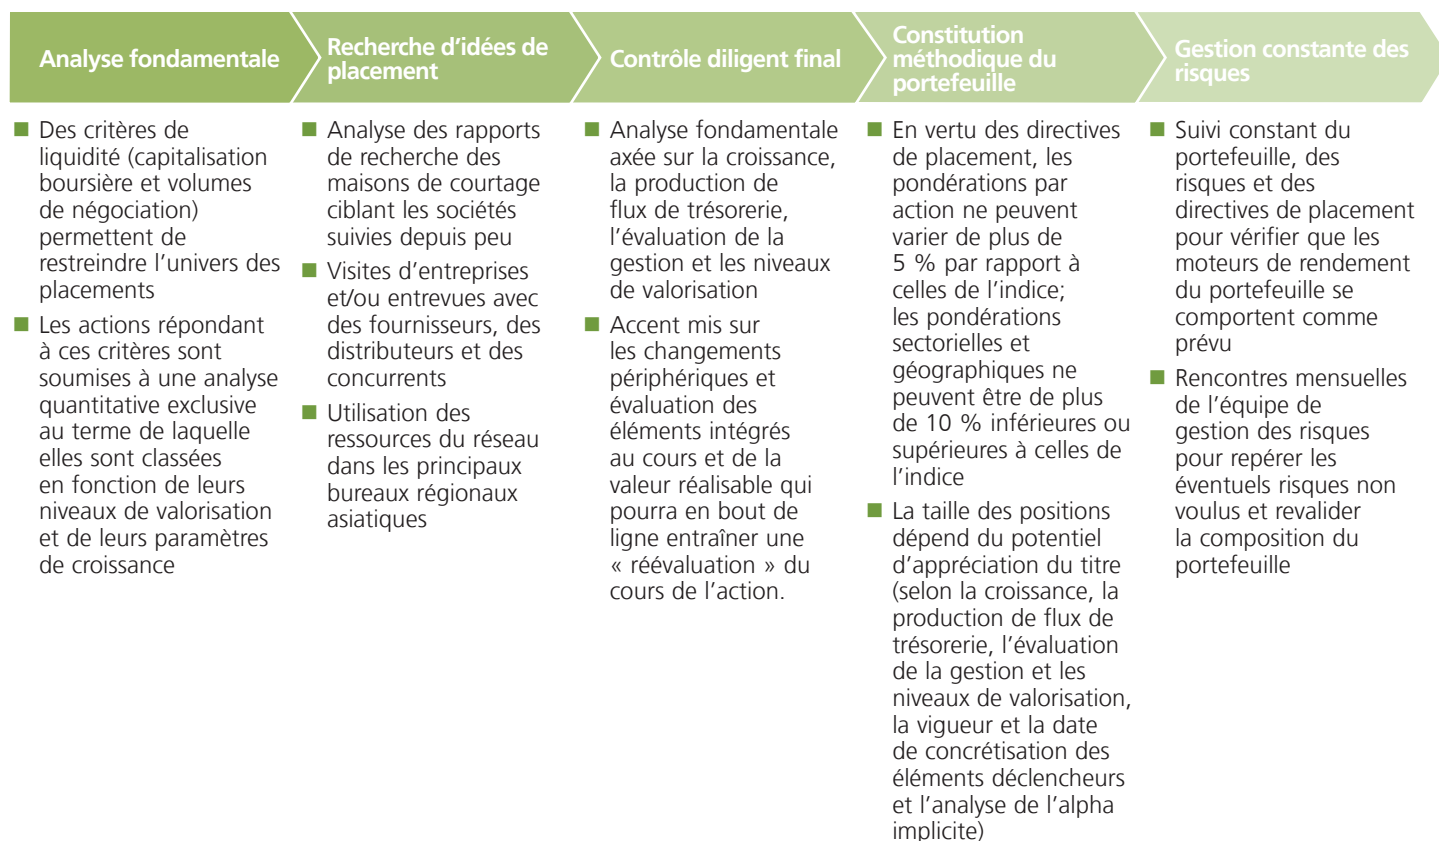 Analyse fondamentale
Recherche d'idées de
placement
Contrôle diligent final
Constitution
méthodique du
portefeuille
Gestion constante des
risques
■ Des critères de
liquidité (capitalisation
boursière et volumes
de négociation)
permettent de
restreindre l'univers des
placements
■ Les actions répondant
à ces critères sont
soumises à une analyse
quantitative exclusive
au terme de laquelle
elles sont classées
en fonction de leurs
niveaux de valorisation
et de leurs paramètres
de croissance
■ Analyse des rapports
de recherche des
maisons de courtage
ciblant les sociétés
suivies depuis peu
■ Visites d'entreprises
et/ou entrevues avec
des fournisseurs, des
distributeurs et des
concurrents
■ Utilisation des
ressources du réseau
dans les principaux
bureaux régionaux
asiatiques
■ Analyse fondamentale
axée sur la croissance,
la production de
flux de trésorerie,
l'évaluation de la
gestion et les niveaux
de valorisation
■ Accent mis sur
les changements
périphériques et
évaluation des
éléments intégrés
au cours et de la
valeur réalisable qui
pourra en bout de
ligne entraîner une
« réévaluation » du
cours de l'action.
■ En vertu des directives
de placement, les
pondérations par
action ne peuvent
varier de plus de
5 % par rapport à
celles de l'indice;
les pondérations
sectorielles et
géographiques ne
peuvent être de plus
de 10 % inférieures ou
supérieures à celles de
l'indice
■ La taille des positions
dépend du potentiel
d'appréciation du titre
(selon la croissance, la
production de flux de
trésorerie, l'évaluation
de la gestion et les
niveaux de valorisation,
la vigueur et la date
de concrétisation des
éléments déclencheurs
et l'analyse de l'alpha
implicite)
■ Suivi constant du
portefeuille, des
risques et des
directives de placement
pour vérifier que les
moteurs de rendement
du portefeuille se
comportent comme
prévu
■ Rencontres mensuelles
de l'équipe de
gestion des risques
pour repérer les
éventuels risques non
voulus et revalider
la composition du
portefeuille